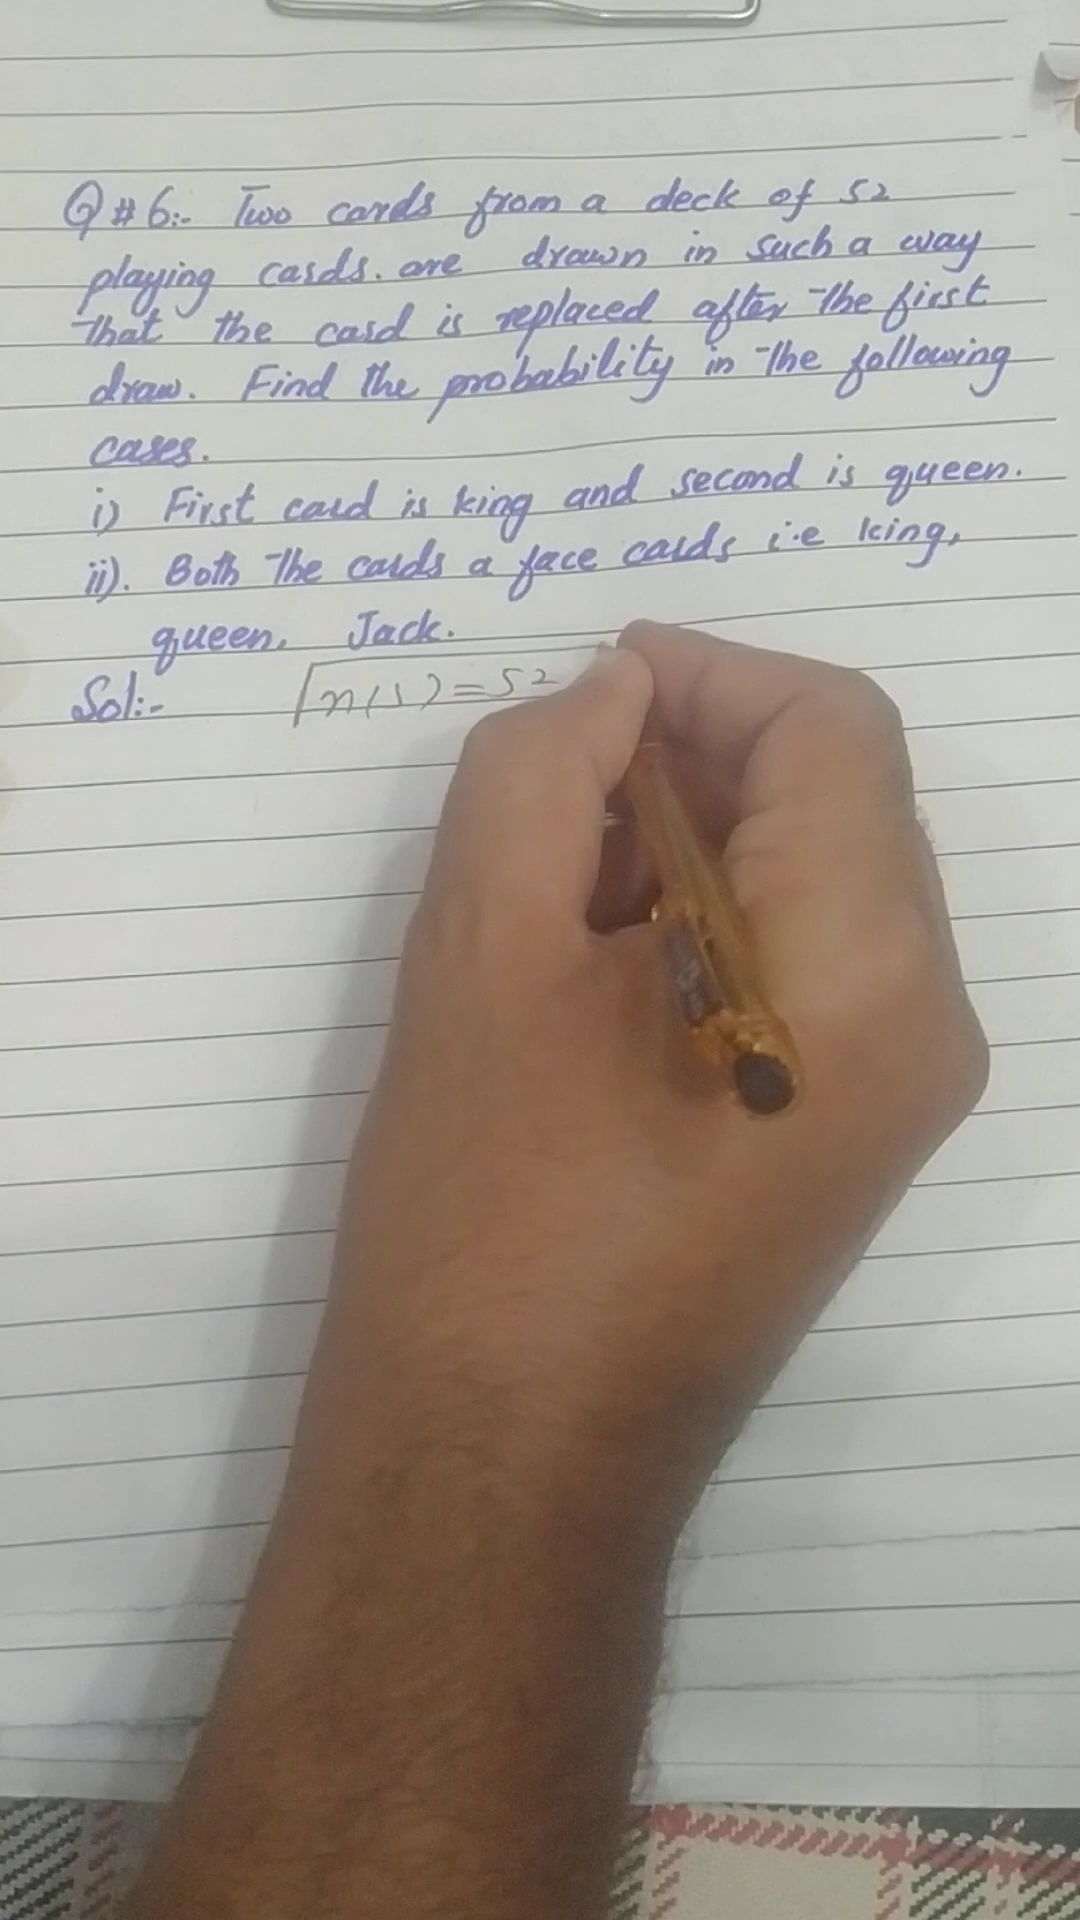 Q # 6:- Two cards from a deck of 52
playing cards. are drawn in such a way
that the card is replaced after the first
draw. Find the probability in the following
cases.
i) First card is king and second is queen.
ii). Both the cards a face cards i.e king,
queen, Jack.
Sol:- n(s) = 52